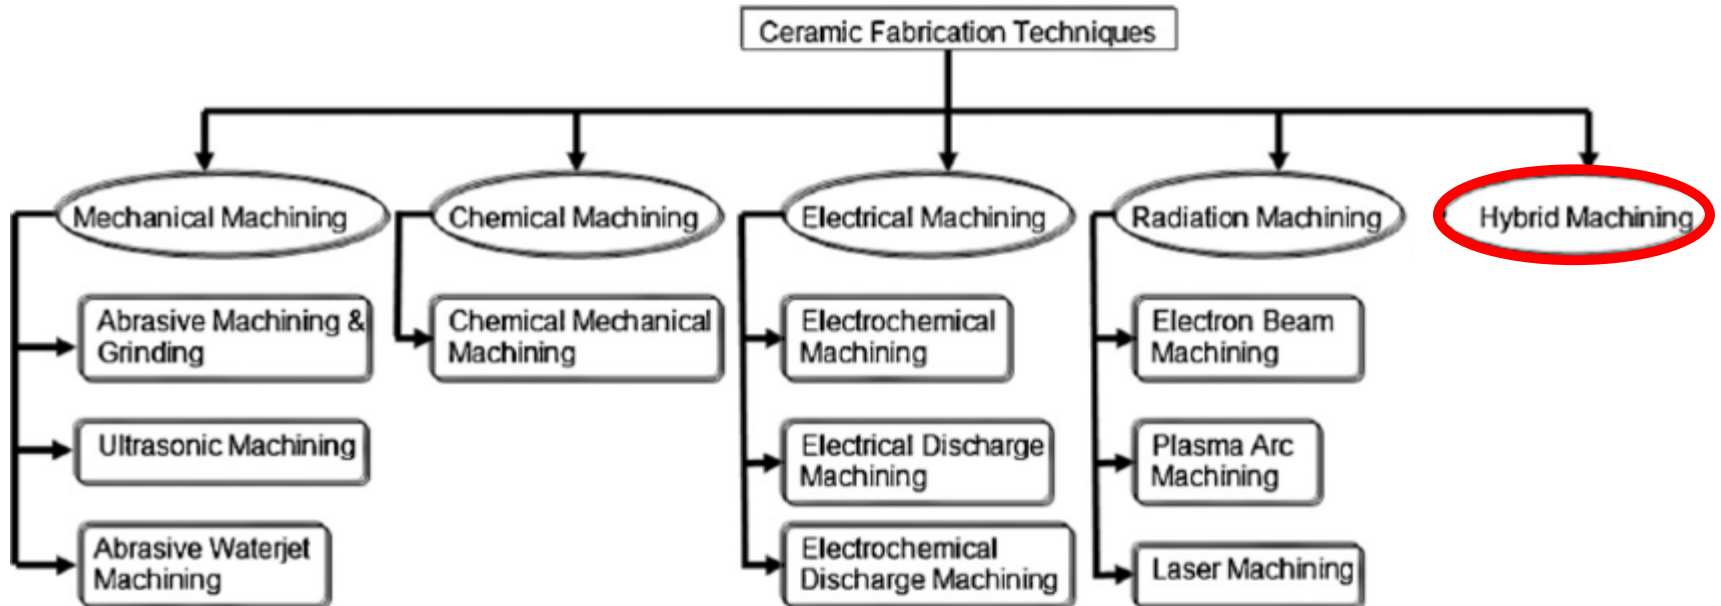 Ceramic Fabrication Techniques
Mechanical Machining
Abrasive Machining &
Grinding
Ultrasonic Machining
Abrasive Waterjet
Machining
Chemical Machining
Chemical Mechanical
Machining
Electrical Machining
Electrochemical
Machining
Electrical Discharge
Machining
Electrochemical
Discharge Machining
Radiation Machining
Electron Beam
Machining
Plasma Arc
Machining
Laser Machining
Hybrid Machining